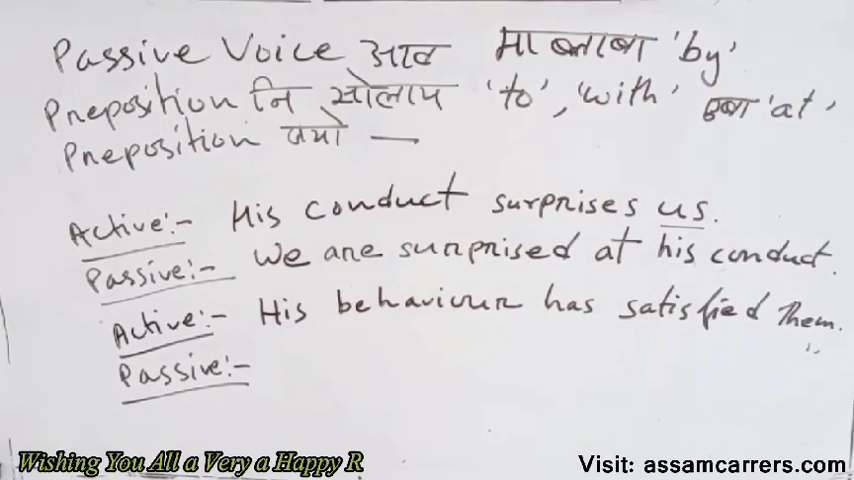 Passive Voice आव मा ब्लाबा 'by'
Preposition नि सोलाय 'to', 'with' एबा 'at'
Preposition जयो —
Active:- His conduct surprises us.
Passive:- We are surprised at his conduct.
Active:- His behaviour has satisfied them.
Passive:-
Wishing You All a Very a Happy R
Visit: assamcarrers.com